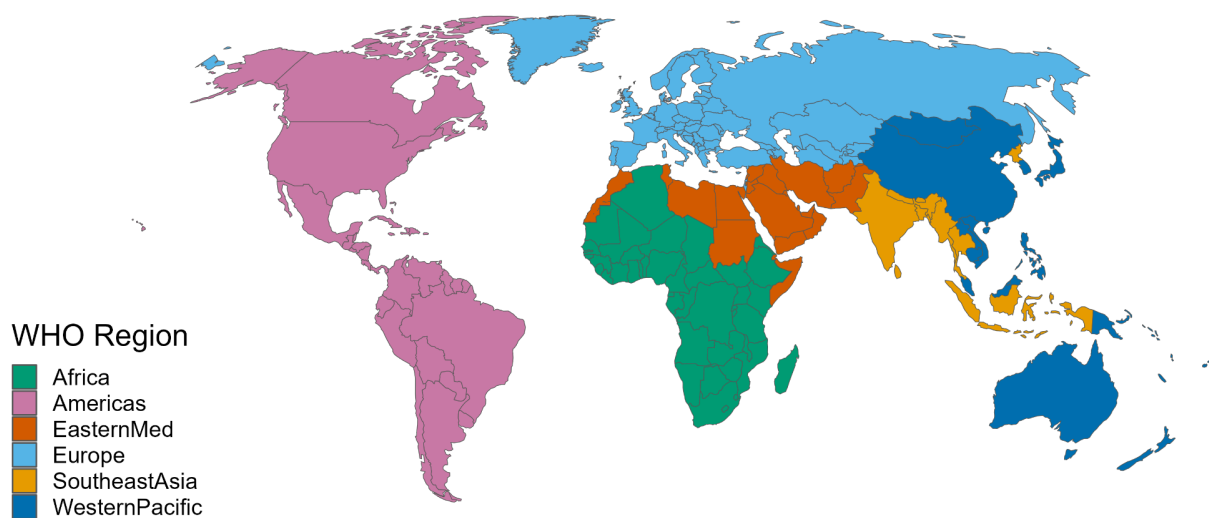 WHO Region
Africa
Americas
EasternMed
Europe
SoutheastAsia
WesternPacific